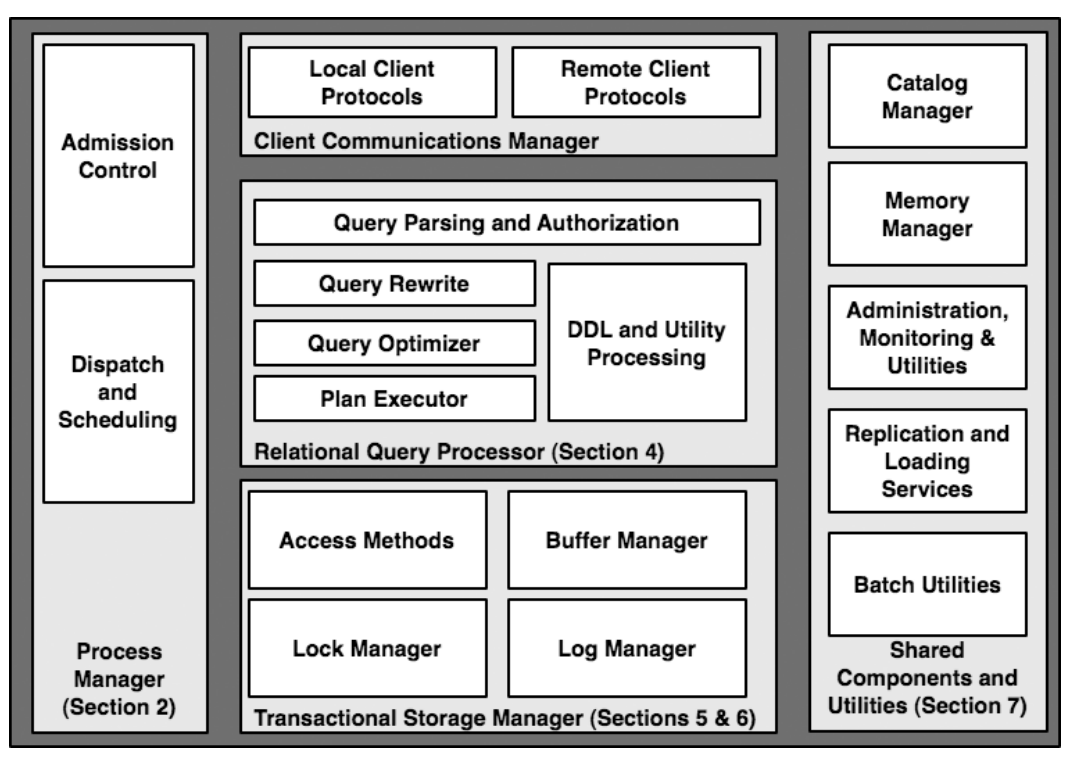 Admission
Control
Dispatch
and
Scheduling
Process
Manager
(Section 2)
Local Client
Protocols
Remote Client
Protocols
Client Communications Manager
Query Parsing and Authorization
Query Rewrite
Query Optimizer
Plan Executor
DDL and Utility
Processing
Relational Query Processor (Section 4)
Access Methods
Buffer Manager
Lock Manager
Log Manager
Transactional Storage Manager (Sections 5 & 6)
Catalog
Manager
Memory
Manager
Administration,
Monitoring &
Utilities
Replication and
Loading
Services
Batch Utilities
Shared
Components and
Utilities (Section 7)